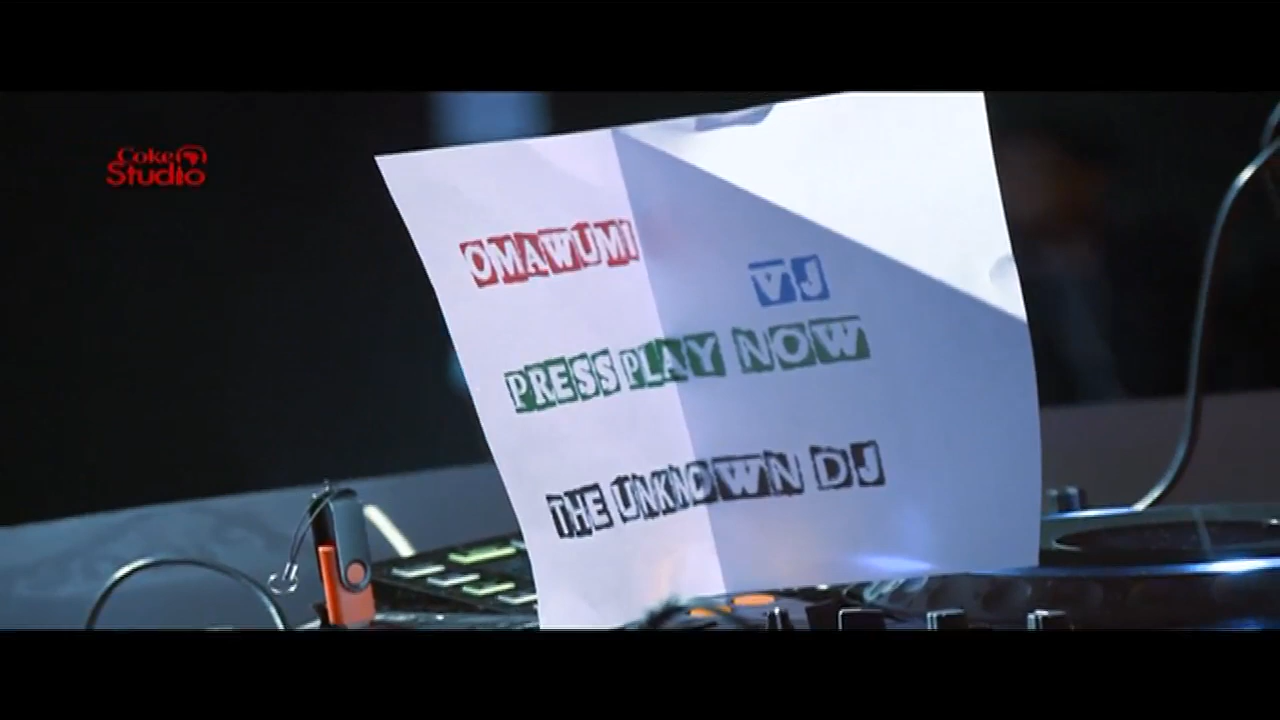 Coke
Studio
OMAWUMI
VJ
PRESS PLAY NOW
THE UNKNOWN DJ